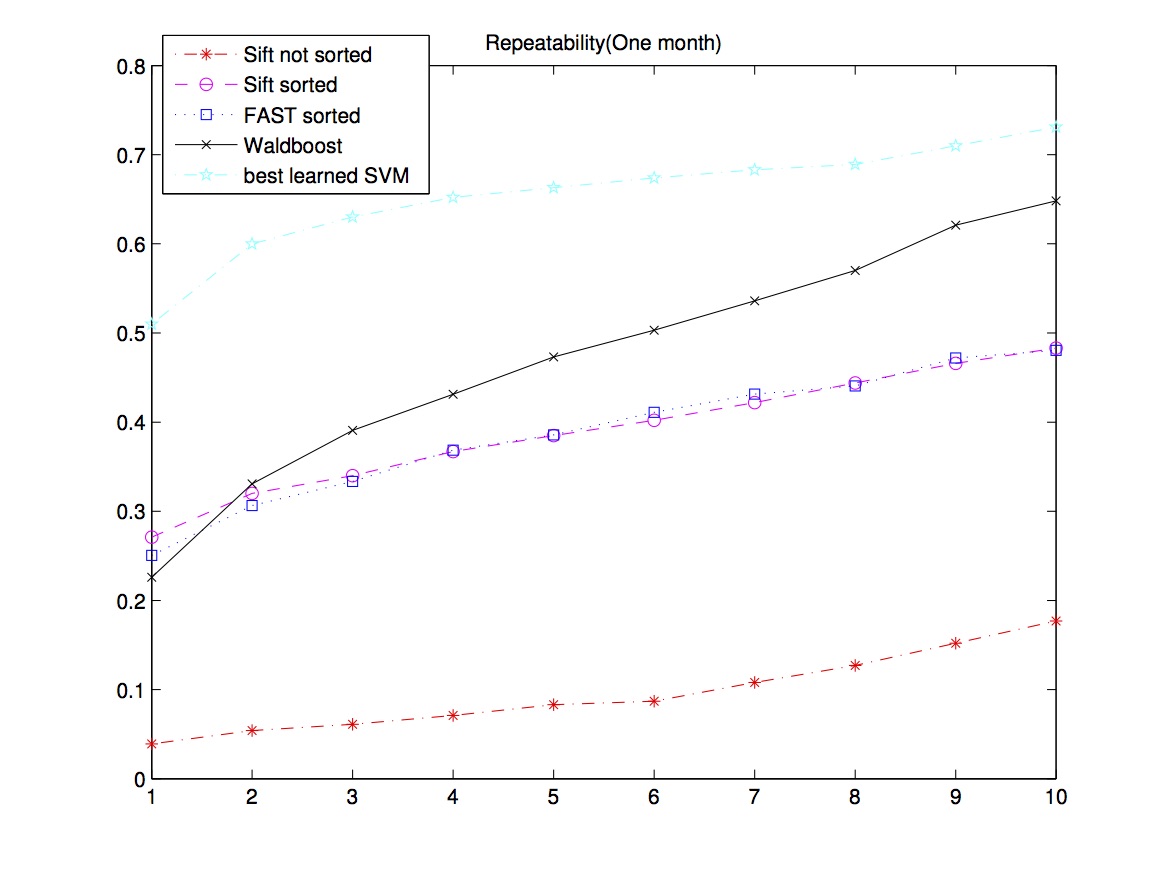 Repeatability(One month)
Sift not sorted
Sift sorted
FAST sorted
Waldboost
best learned SVM
0.8
0.7
0.6
0.5
0.4
0.3
0.2
0.1
0
1 2 3 4 5 6 7 8 9 10